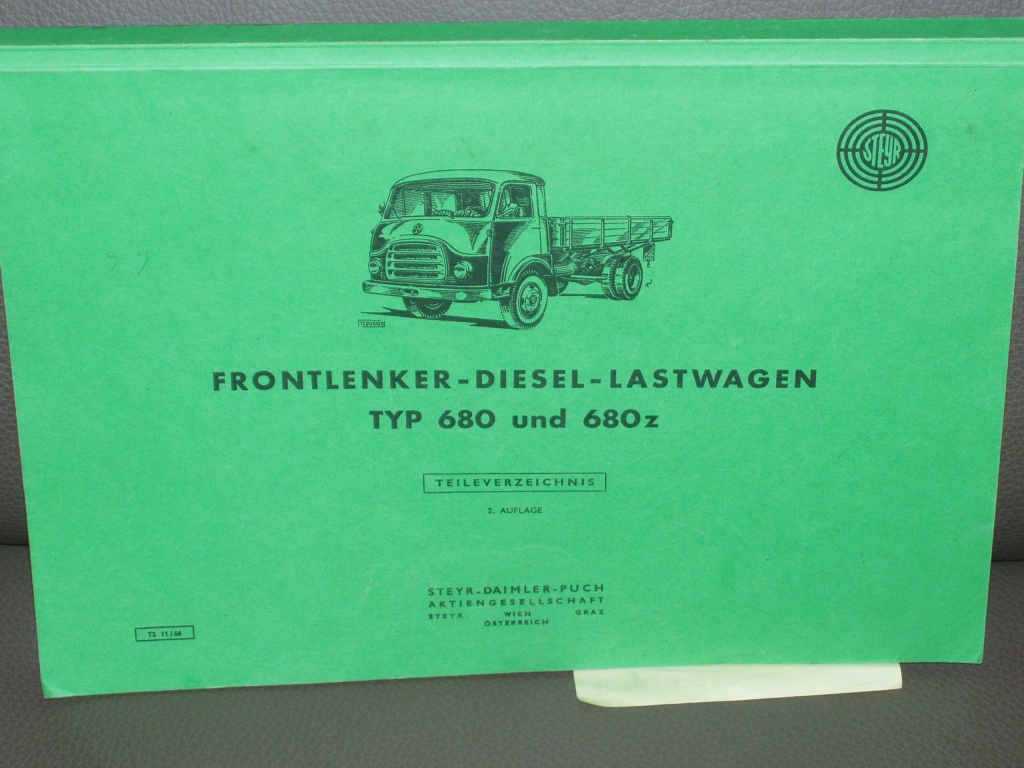 STEYR
FRONTLENKER-DIESEL-LASTWAGEN
TYP 680 und 680z
TEILEVERZEICHNIS
2. AUFLAGE
STEYR-DAIMLER-PUCH
AKTIENGESELLSCHAFT
STEYR WIEN GRAZ
ÖSTERREICH
TS 11/66